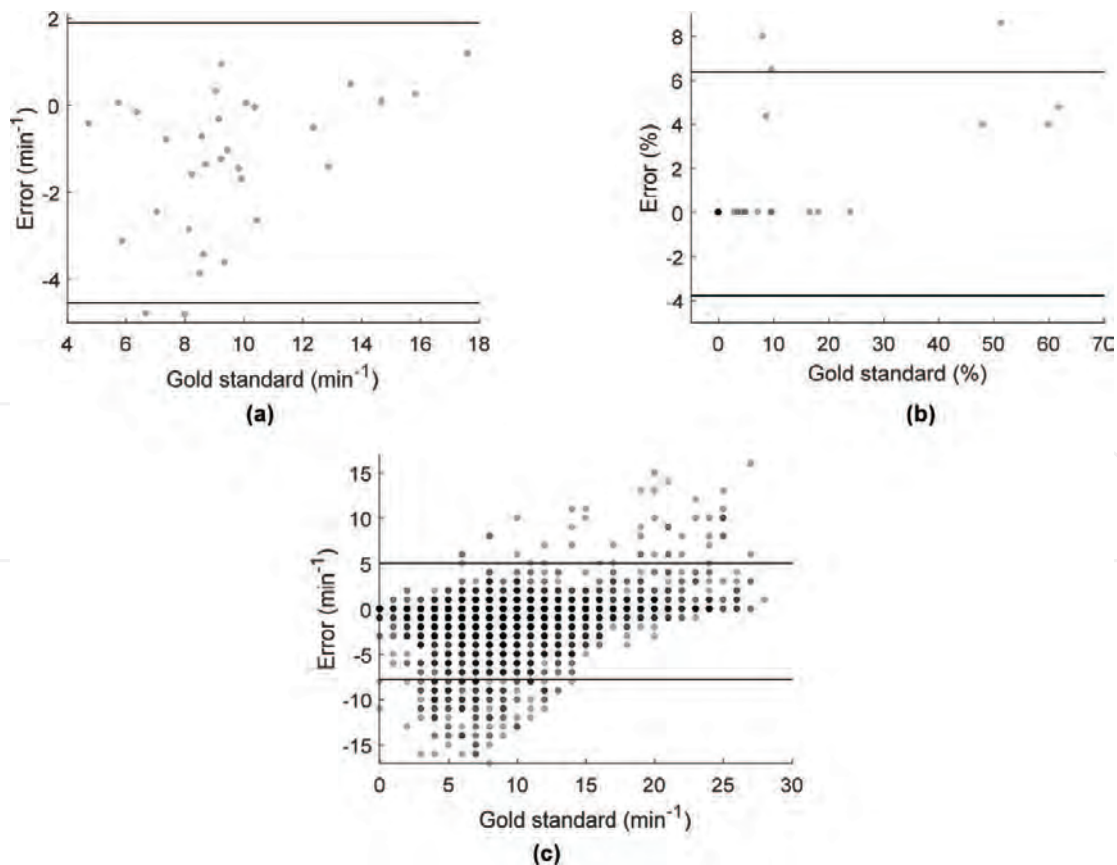 2
0
-2
-4
Error (min⁻¹)
4 6 8 10 12 14 16 18
Gold standard (min⁻¹)
(a)
8
6
4
2
0
-2
-4
Error (%)
0 10 20 30 40 50 60 70
Gold standard (%)
(b)
15
10
5
0
-5
-10
-15
Error (min⁻¹)
0 5 10 15 20 25 30
Gold standard (min⁻¹)
(c)